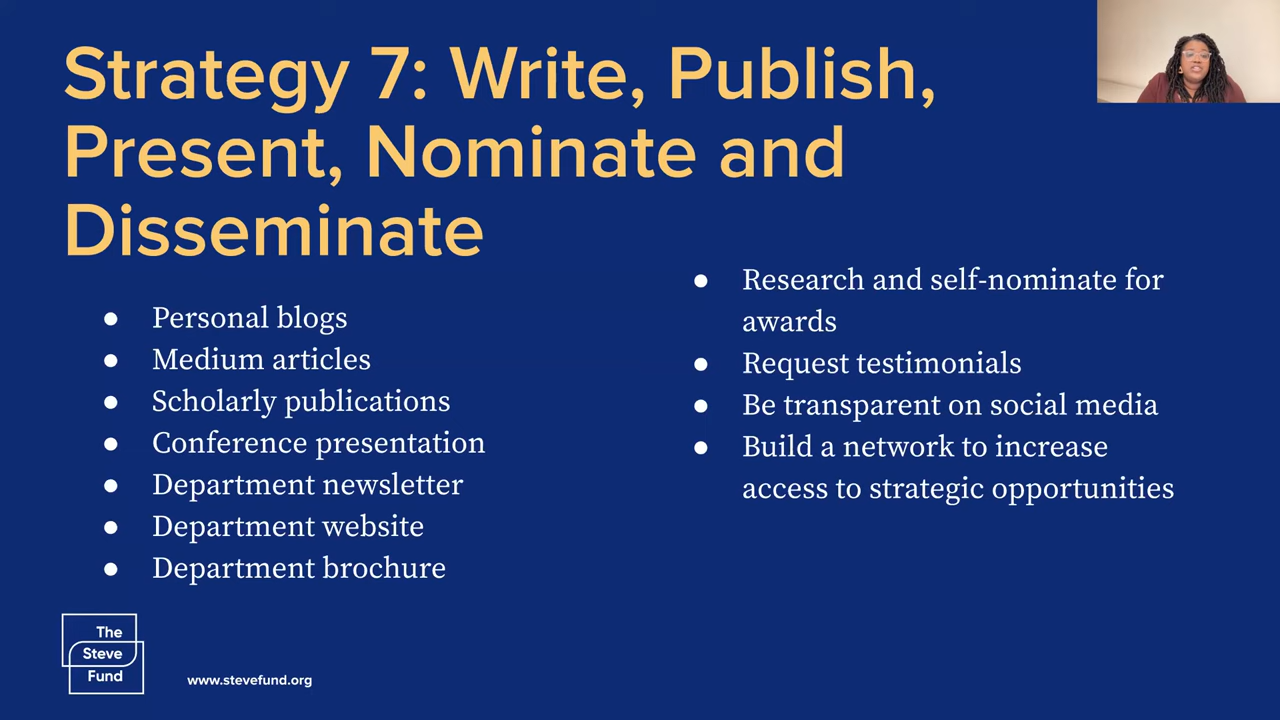 Strategy 7: Write, Publish,
Present, Nominate and
Disseminate
Personal blogs
Medium articles
Scholarly publications
Conference presentation
Department newsletter
Department website
Department brochure
Research and self-nominate for
awards
Request testimonials
Be transparent on social media
Build a network to increase
access to strategic opportunities
The
Steve
Fund
www.stevefund.org